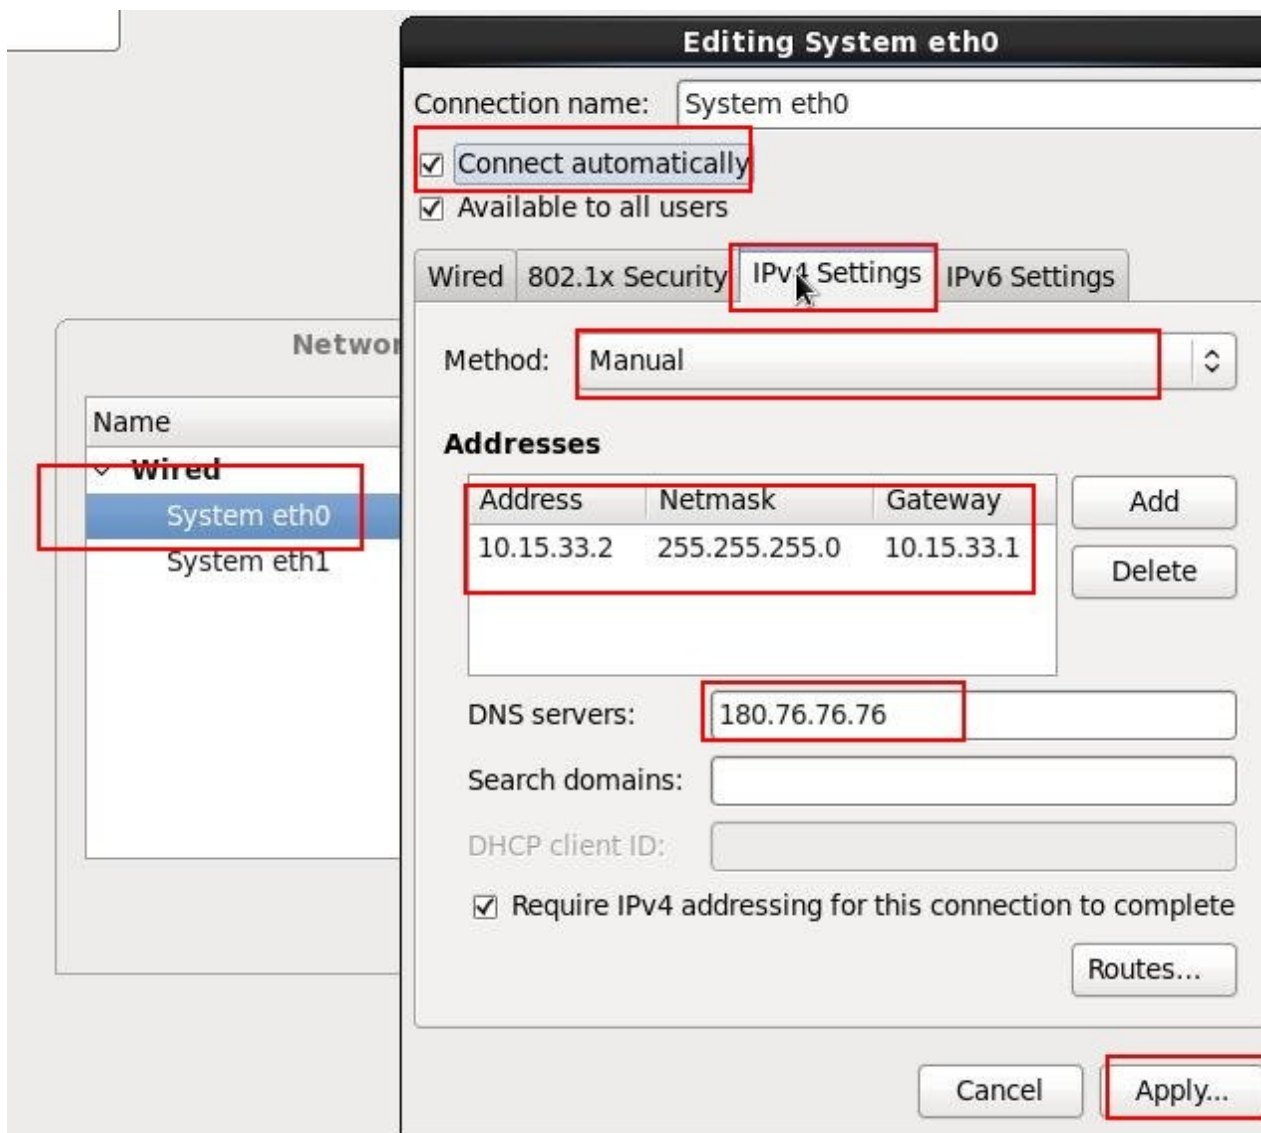 Editing System eth0
Connection name: System eth0
Connect automatically
Available to all users
Wired 802.1x Security IPv4 Settings IPv6 Settings
Method: Manual
Addresses
Address Netmask Gateway
10.15.33.2 255.255.255.0 10.15.33.1
Add
Delete
DNS servers: 180.76.76.76
Search domains:
DHCP client ID:
Require IPv4 addressing for this connection to complete
Routes...
Cancel Apply...
Name
Wired
System eth0
System eth1